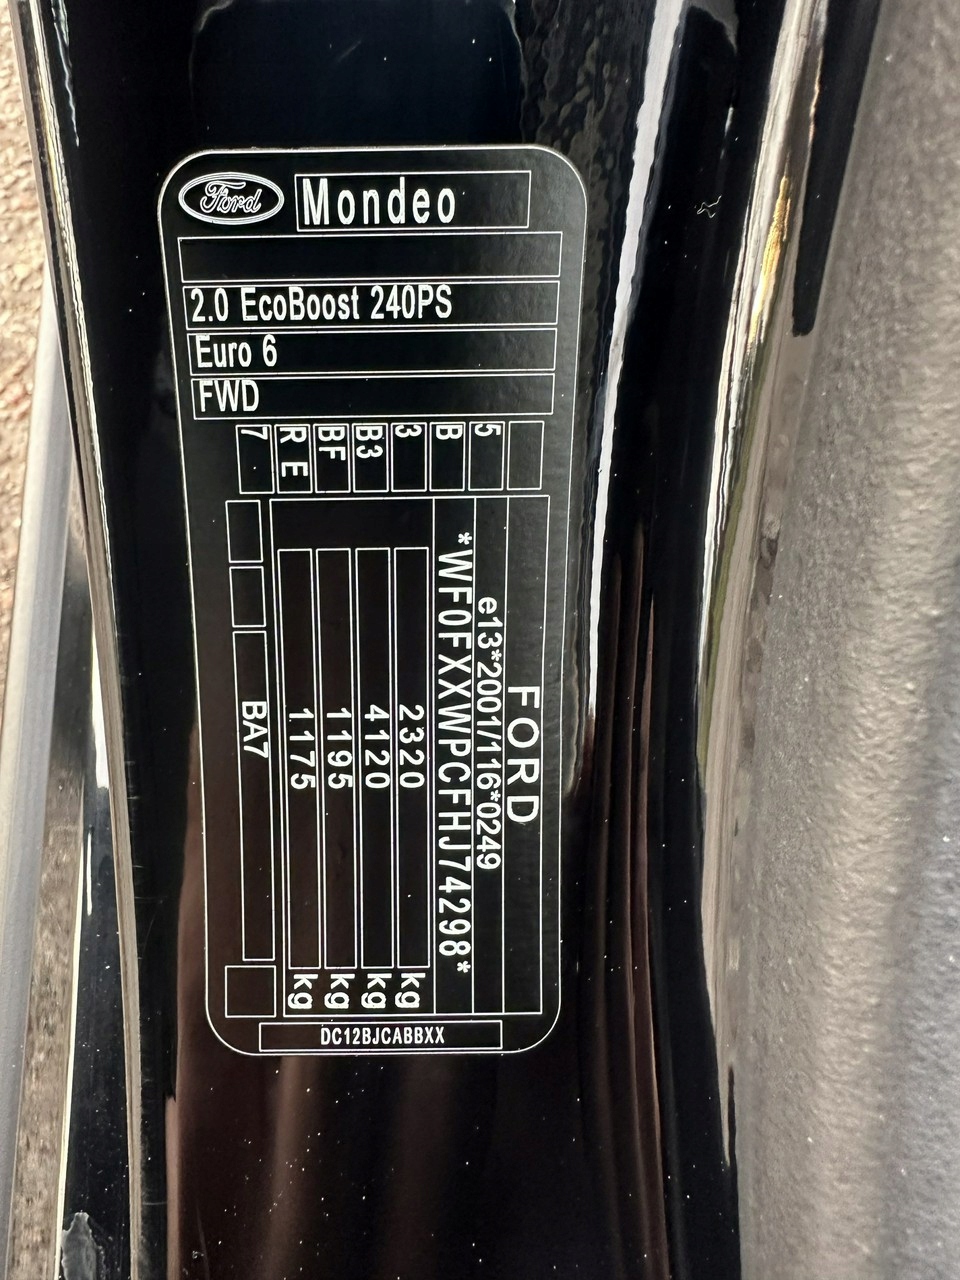 Ford Mondeo
2.0 EcoBoost 240PS
Euro 6
FWD
7 R E BF B3 3 B 5
FORD
e13*2001/116*0249
*WF0FXXWPCFHJ74298*
2320 kg
4120 kg
1195 kg
1175 kg
BA7
DC12BJCABBXX